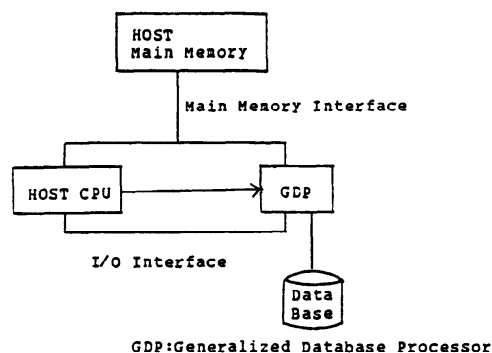 HOST
Main Memory
Main Memory Interface
HOST CPU
GDP
I/O Interface
Data
Base
GDP:Generalized Database Processor